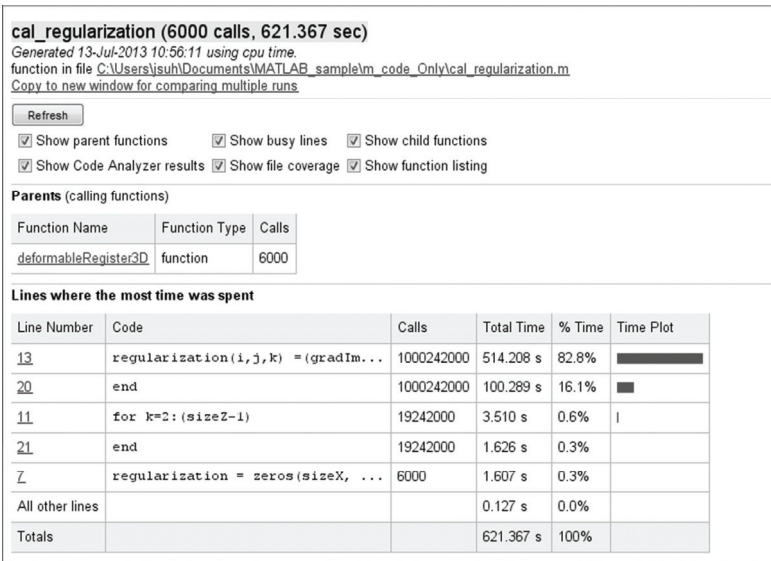 cal_regularization (6000 calls, 621.367 sec)
Generated 13-Jul-2013 10:56:11 using cpu time.
function in file C:\Users\jsuh\Documents\MATLAB_sample\m_code_Only\cal_regularization.m
Copy to new window for comparing multiple runs
Refresh
Show parent functions Show busy lines Show child functions
Show Code Analyzer results Show file coverage Show function listing
Parents (calling functions)
Function Name Function Type Calls
deformableRegister3D function 6000
Lines where the most time was spent
Line Number Code Calls Total Time % Time Time Plot
13 regularization(i,j,k) =(gradIm... 1000242000 514.208 s 82.8%
20 end 1000242000 100.289 s 16.1%
11 for k=2:(sizeZ-1) 19242000 3.510 s 0.6%
21 end 19242000 1.626 s 0.3%
7 regularization = zeros(sizeX, ... 6000 1.607 s 0.3%
All other lines 0.127 s 0.0%
Totals 621.367 s 100%